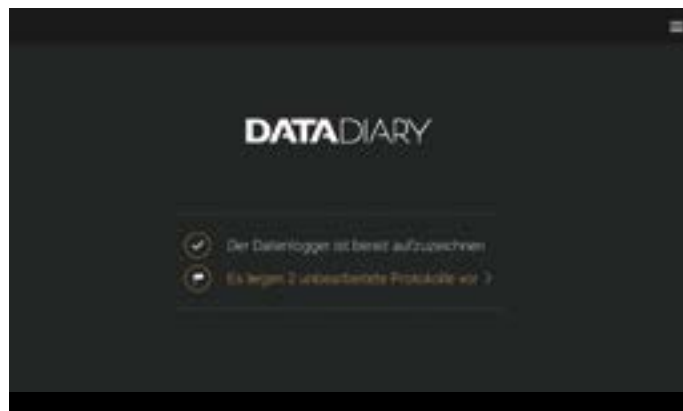 DATADIARY
Der Datenlogger ist bereit aufzuzeichnen
Es liegen 2 unbearbeitete Protokolle vor